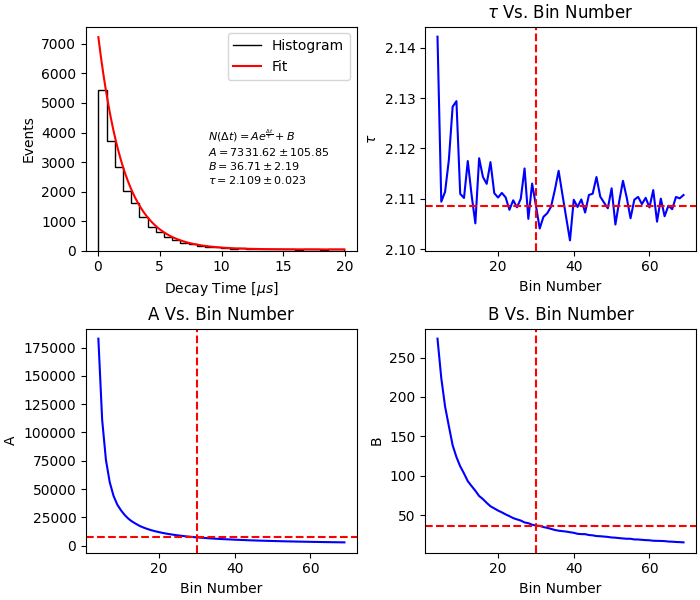 7000
6000
5000
4000
3000
2000
1000
0
Events
0
5
10
15
20
Decay Time [μs]
Histogram
Fit
N(Δt) = Ae^{Δt/τ} + B
A = 7331.62 ± 105.85
B = 36.71 ± 2.19
τ = 2.109 ± 0.023
τ Vs. Bin Number
2.14
2.13
2.12
2.11
2.10
τ
20
40
60
Bin Number
A Vs. Bin Number
175000
150000
125000
100000
75000
50000
25000
0
A
20
40
60
Bin Number
B Vs. Bin Number
250
200
150
100
50
B
20
40
60
Bin Number